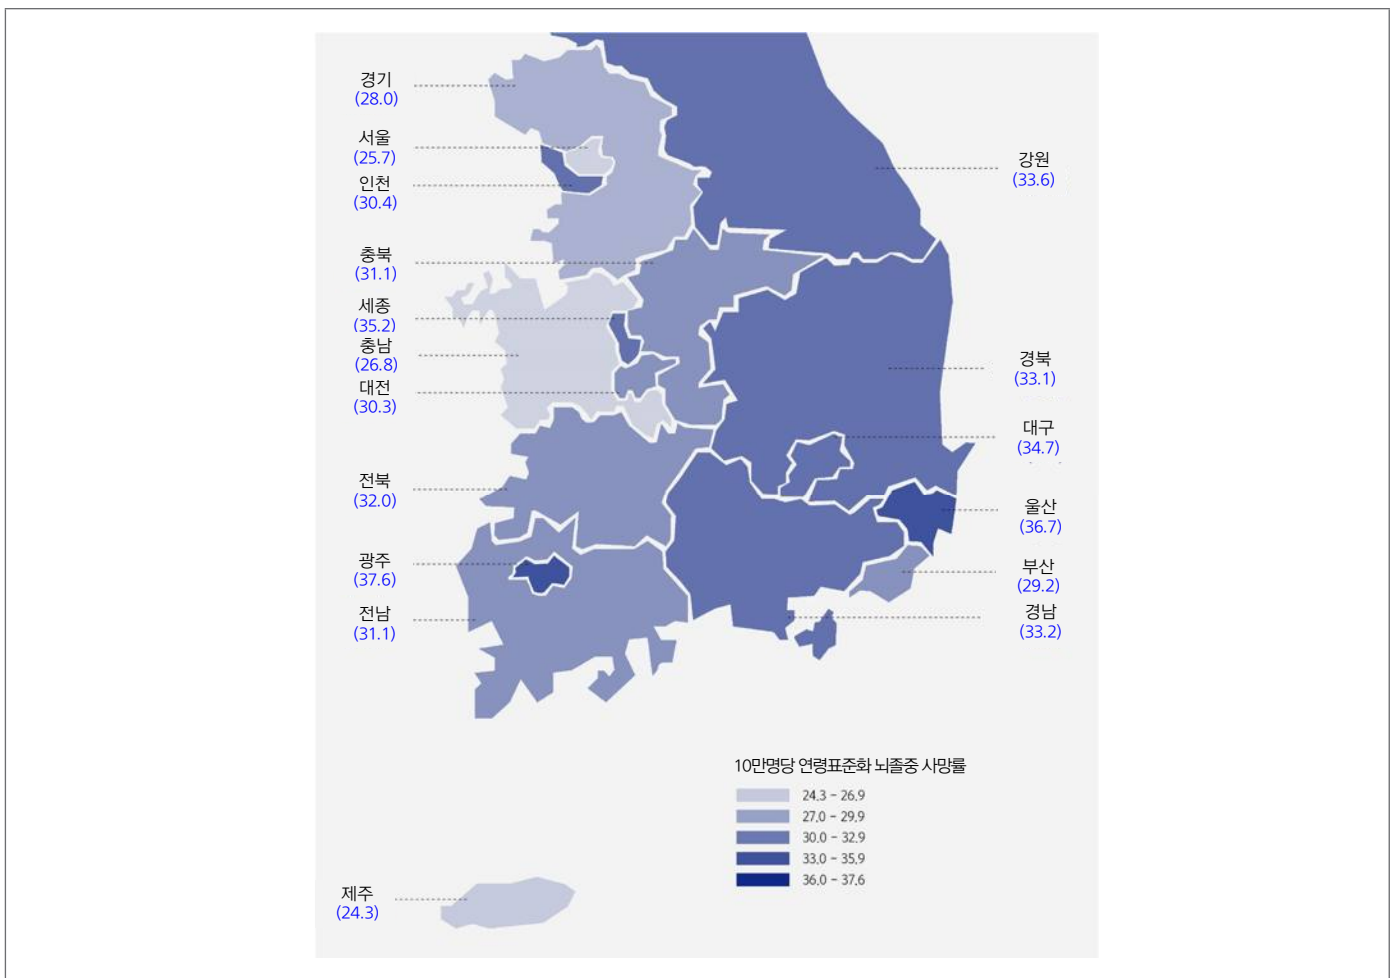 경기
(28.0)
서울
(25.7)
인천
(30.4)
충북
(31.1)
세종
(35.2)
충남
(26.8)
대전
(30.3)
전북
(32.0)
광주
(37.6)
전남
(31.1)
제주
(24.3)
강원
(33.6)
경북
(33.1)
대구
(34.7)
울산
(36.7)
부산
(29.2)
경남
(33.2)
10만명당 연령표준화 뇌졸중 사망률
24.3 - 26.9
27.0 - 29.9
30.0 - 32.9
33.0 - 35.9
36.0 - 37.6